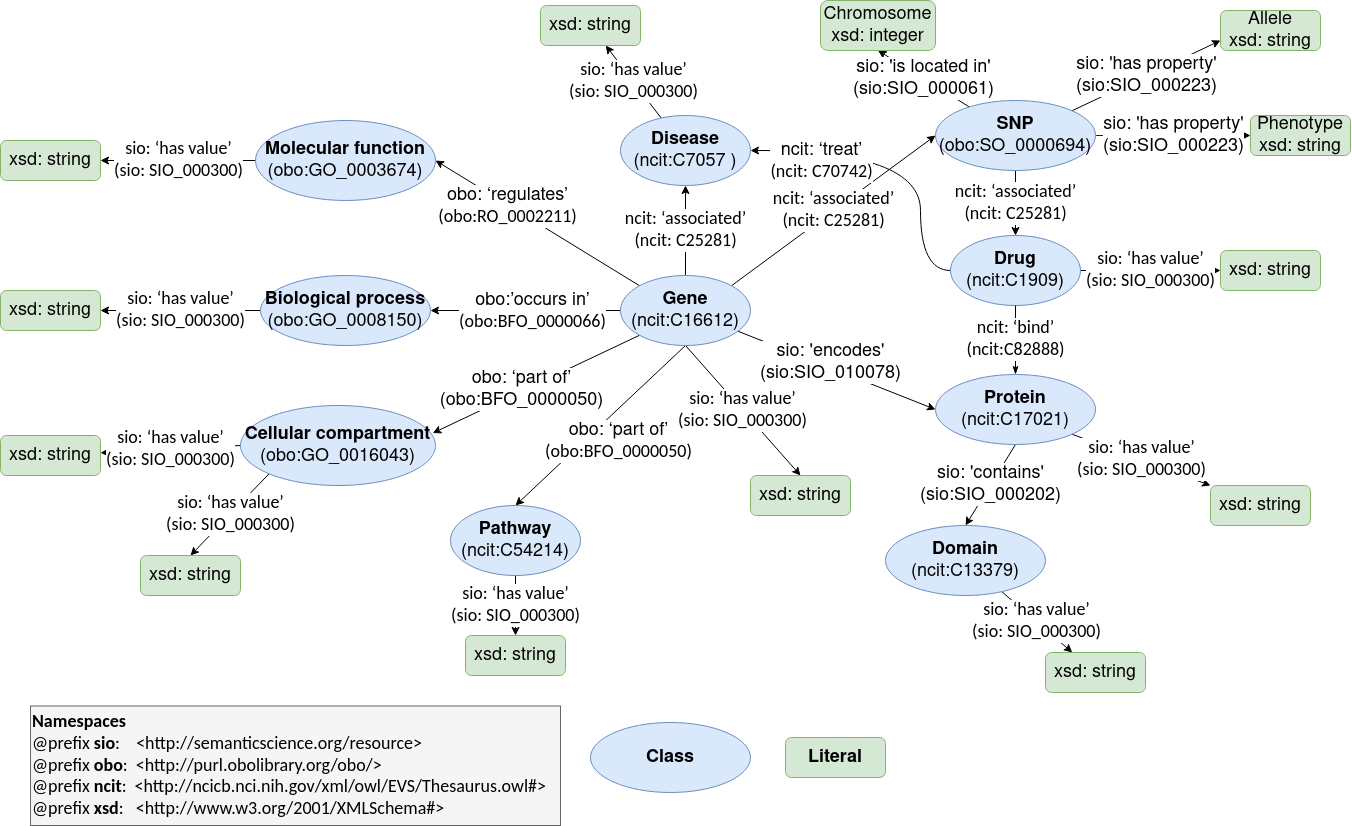 xsd: string
Chromosome
xsd: integer
Allele
xsd: string
sio: ‘has value’
(sio: SIO_000300)
sio: 'is located in'
(sio:SIO_000061)
sio: 'has property'
(sio:SIO_000223)
Molecular function
(obo:GO_0003674)
sio: ‘has value’
(sio: SIO_000300)
xsd: string
Disease
(ncit:C7057 )
ncit: ‘treat’
(ncit: C70742)
SNP
(obo:SO_0000694)
sio: 'has property'
(sio:SIO_000223)
Phenotype
xsd: string
obo: ‘regulates’
(obo:RO_0002211)
ncit: ‘associated’
(ncit: C25281)
ncit: ‘associated’
(ncit: C25281)
ncit: ‘associated’
(ncit: C25281)
Drug
(ncit:C1909)
sio: ‘has value’
(sio: SIO_000300)
xsd: string
xsd: string
sio: ‘has value’
(sio: SIO_000300)
Biological process
(obo:GO_0008150)
obo:’occurs in’
(obo:BFO_0000066)
Gene
(ncit:C16612)
ncit: ‘bind’
(ncit:C82888)
sio: 'encodes'
(sio:SIO_010078)
obo: ‘part of’
(obo:BFO_0000050)
sio: ‘has value’
(sio: SIO_000300)
Protein
(ncit:C17021)
xsd: string
sio: ‘has value’
(sio: SIO_000300)
Cellular compartment
(obo:GO_0016043)
obo: ‘part of’
(obo:BFO_0000050)
sio: ‘has value’
(sio: SIO_000300)
sio: ‘has value’
(sio: SIO_000300)
xsd: string
sio: 'contains'
(sio:SIO_000202)
xsd: string
xsd: string
Pathway
(ncit:C54214)
Domain
(ncit:C13379)
sio: ‘has value’
(sio: SIO_000300)
xsd: string
sio: ‘has value’
(sio: SIO_000300)
xsd: string
Namespaces
@prefix sio: <http://semanticscience.org/resource>
@prefix obo: <http://purl.obolibrary.org/obo/>
@prefix ncit: <http://ncicb.nci.nih.gov/xml/owl/EVS/Thesaurus.owl#>
@prefix xsd: <http://www.w3.org/2001/XMLSchema#>
Class
Literal